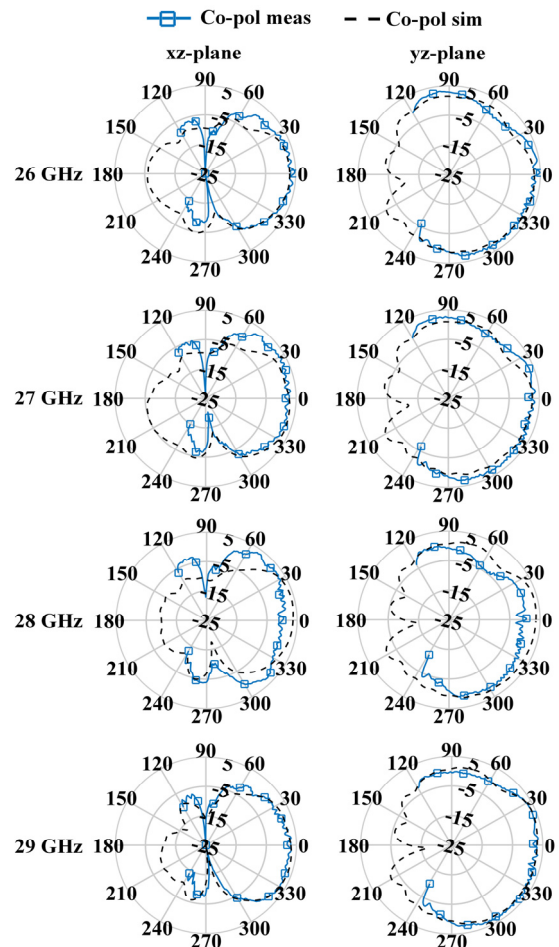 Co-pol meas Co-pol sim
xz-plane yz-plane
90 90
120 5 60 120 5 60
150 -5 30 150 -5 30
-15 -15
26 GHz 180 -25 0 180 -25 0
210 330 210 330
240 300 240 300
270 270
90 90
120 5 60 120 5 60
150 -5 30 150 -5 30
-15 -15
27 GHz 180 -25 0 180 -25 0
210 330 210 330
240 300 240 300
270 270
90 90
120 5 60 120 5 60
150 -5 30 150 -5 30
-15 -15
28 GHz 180 -25 0 180 -25 0
210 330 210 330
240 300 240 300
270 270
90 90
120 5 60 120 5 60
150 -5 30 150 -5 30
-15 -15
29 GHz 180 -25 0 180 -25 0
210 330 210 330
240 300 240 300
270 270